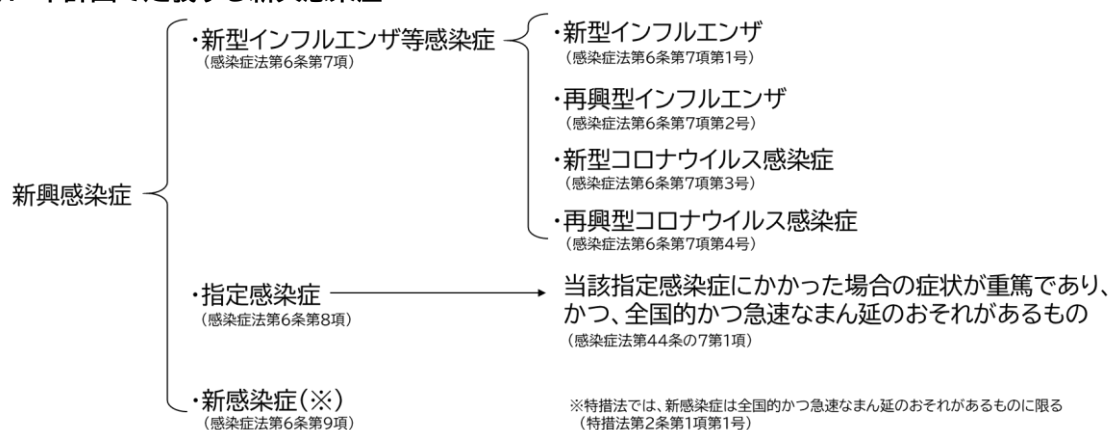 ・新型インフルエンザ等感染症
（感染症法第6条第7項）
・新型インフルエンザ
（感染症法第6条第7項第1号）
・再興型インフルエンザ
（感染症法第6条第7項第2号）
・新型コロナウイルス感染症
（感染症法第6条第7項第3号）
・再興型コロナウイルス感染症
（感染症法第6条第7項第4号）
新興感染症
・指定感染症
（感染症法第6条第8項）
当該指定感染症にかかった場合の症状が重篤であり、
かつ、全国的かつ急速なまん延のおそれがあるもの
（感染症法第44条の7第1項）
・新感染症(※)
（感染症法第6条第9項）
※特措法では、新感染症は全国的かつ急速なまん延のおそれがあるものに限る
（特措法第2条第1項第1号）